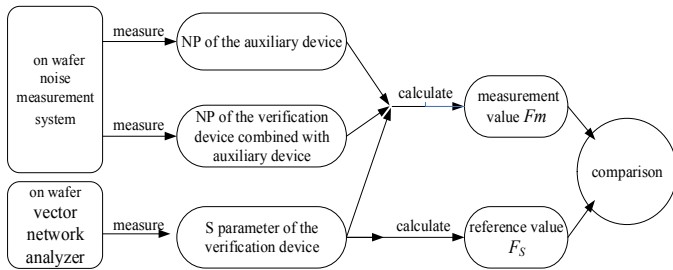 on wafer
noise
measurement
system
measure
NP of the auxiliary device
measure
NP of the verification
device combined with
auxiliary device
calculate
measurement
value Fm
comparison
on wafer
vector
network
analyzer
measure
S parameter of the
verification device
calculate
reference value
FS